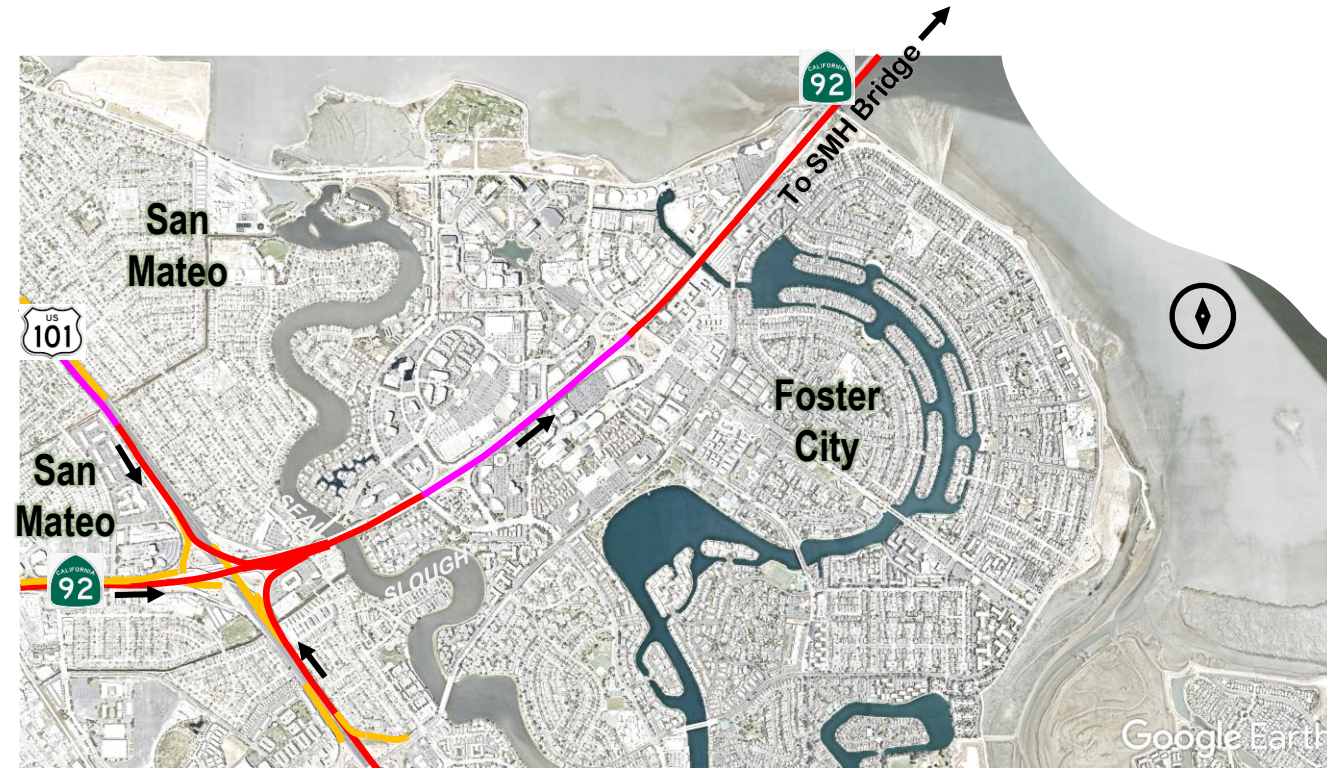 CALIFORNIA
92
To SMH Bridge
San
Mateo
US
101
Foster
City
San
Mateo
SEAL
SLOUGH
CALIFORNIA
92
Google Earth